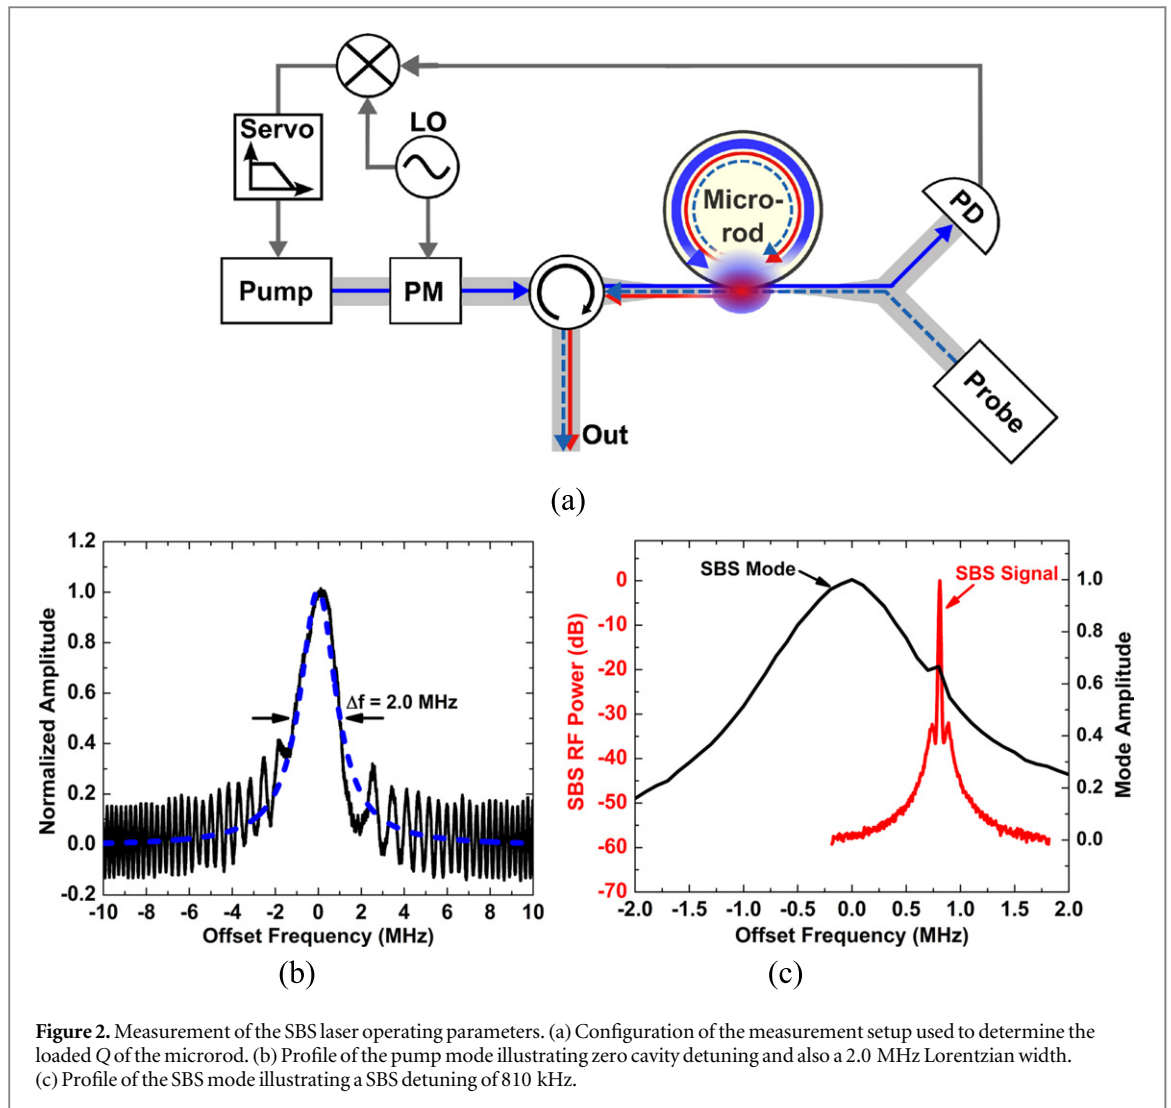 Servo
LO
Micro-
rod
PD
Pump
PM
Probe
Out
(a)
1.2
1.0
0.8
0.6
0.4
0.2
0.0
-0.2
Normalized Amplitude
Δf = 2.0 MHz
-10 -8 -6 -4 -2 0 2 4 6 8 10
Offset Frequency (MHz)
(b)
SBS Mode
SBS Signal
0
-10
-20
-30
-40
-50
-60
-70
SBS RF Power (dB)
1.0
0.8
0.6
0.4
0.2
0.0
Mode Amplitude
-2.0 -1.5 -1.0 -0.5 0.0 0.5 1.0 1.5 2.0
Offset Frequency (MHz)
(c)
Figure 2. Measurement of the SBS laser operating parameters. (a) Configuration of the measurement setup used to determine the
loaded Q of the microrod. (b) Profile of the pump mode illustrating zero cavity detuning and also a 2.0 MHz Lorentzian width.
(c) Profile of the SBS mode illustrating a SBS detuning of 810 kHz.